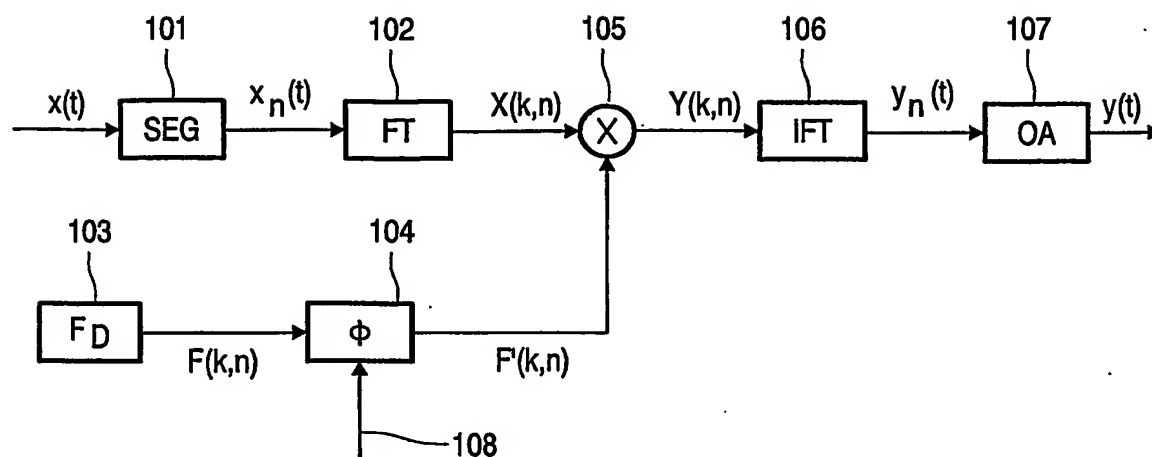 101 102 105 106 107
x(t) SEG x_n(t) FT X(k,n) X Y(k,n) IFT y_n(t) OA y(t)
103 104
F_D F(k,n) Φ F'(k,n)
108